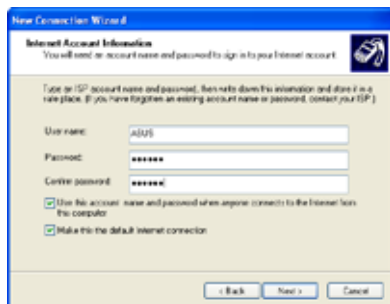 New Connection Wizard
Internet Account Information
You will need an account name and password to sign in to your Internet account.
Type an ISP account name and password, then write down this information and store it in a
safe place. (If you have forgotten an existing account name or password, contact your ISP.)
User name: ASUS
Password: ••••••
Confirm password: ••••••
Use this account name and password when anyone connects to the Internet from
this computer
Make this the default Internet connection
< Back Next > Cancel